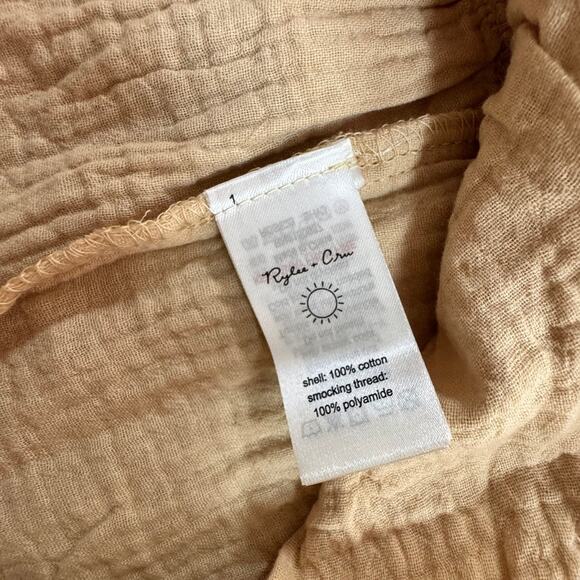 1
Rylee + Cru
shell: 100% cotton
smocking thread:
100% polyamide